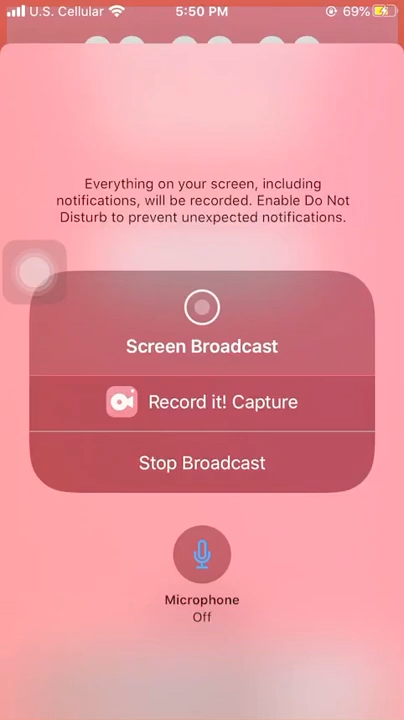 U.S. Cellular 5:50 PM 69%
Everything on your screen, including
notifications, will be recorded. Enable Do Not
Disturb to prevent unexpected notifications.
Screen Broadcast
Record it! Capture
Stop Broadcast
Microphone
Off